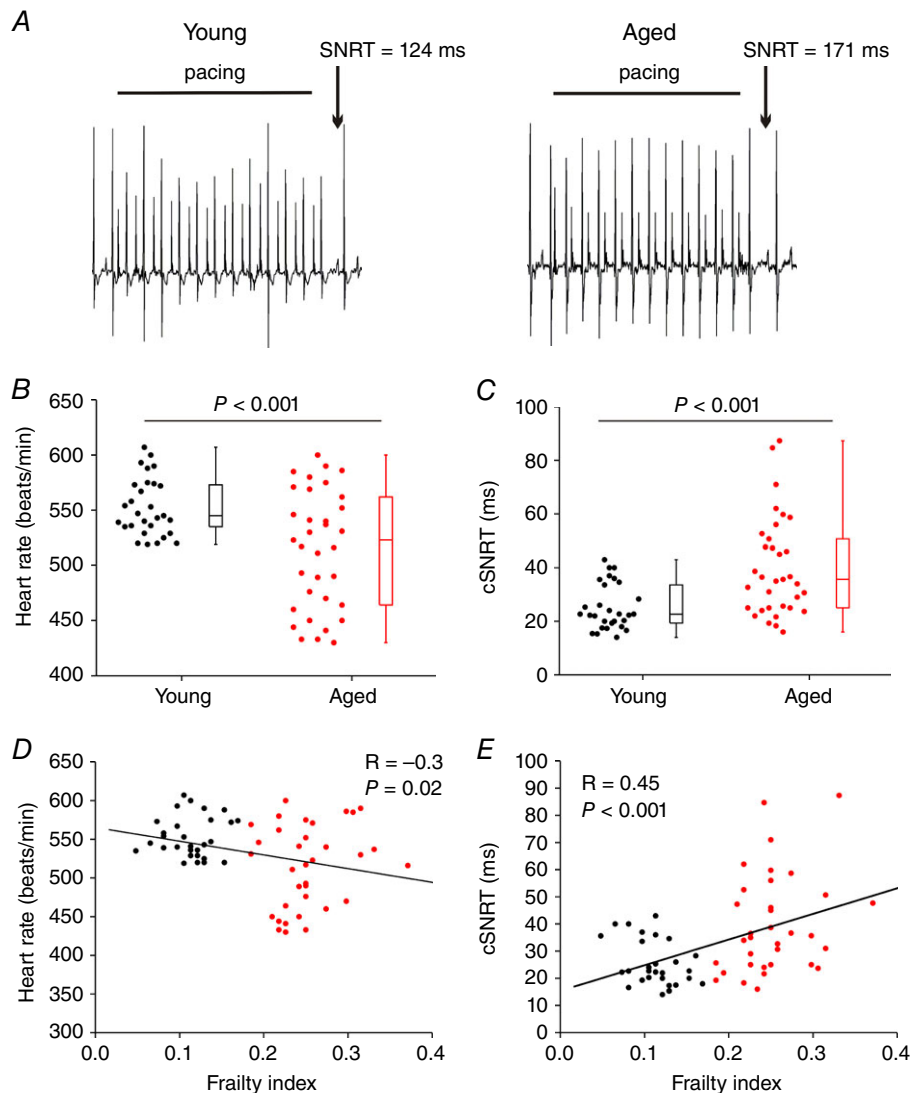 A
Young
Aged
SNRT = 124 ms
SNRT = 171 ms
pacing
pacing
B
650
600
550
500
450
400
Heart rate (beats/min)
P < 0.001
Young
Aged
C
100
80
60
40
20
0
cSNRT (ms)
P < 0.001
Young
Aged
D
650
600
550
500
450
400
350
300
Heart rate (beats/min)
R = –0.3
P = 0.02
0.0
0.1
0.2
0.3
0.4
Frailty index
E
100
90
80
70
60
50
40
30
20
10
0
cSNRT (ms)
R = 0.45
P < 0.001
0.0
0.1
0.2
0.3
0.4
Frailty index